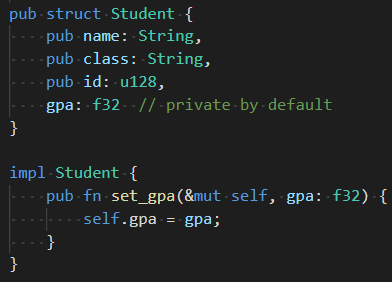 pub struct Student {
    pub name: String,
    pub class: String,
    pub id: u128,
    gpa: f32  // private by default
}

impl Student {
    pub fn set_gpa(&mut self, gpa: f32) {
        self.gpa = gpa;
    }
}